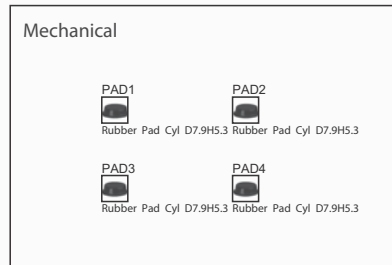 Mechanical
PAD1 PAD2
Rubber Pad Cyl D7.9H5.3 Rubber Pad Cyl D7.9H5.3
PAD3 PAD4
Rubber Pad Cyl D7.9H5.3 Rubber Pad Cyl D7.9H5.3